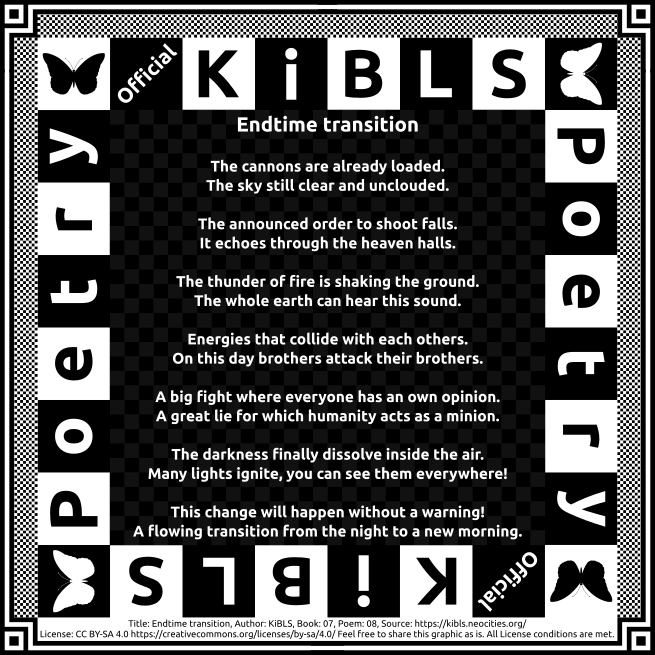 Official KiBLS
Poetry
Poetry
Endtime transition
The cannons are already loaded.
The sky still clear and unclouded.
The announced order to shoot falls.
It echoes through the heaven halls.
The thunder of fire is shaking the ground.
The whole earth can hear this sound.
Energies that collide with each others.
On this day brothers attack their brothers.
A big fight where everyone has an own opinion.
A great lie for which humanity acts as a minion.
The darkness finally dissolve inside the air.
Many lights ignite, you can see them everywhere!
This change will happen without a warning!
A flowing transition from the night to a new morning.
Official KiBLS
Title: Endtime transition, Author: KiBLS, Book: 07, Poem: 08, Source: https://kibls.neocities.org/
License: CC BY-SA 4.0 https://creativecommons.org/licenses/by-sa/4.0/ Feel free to share this graphic as is. All License conditions are met.